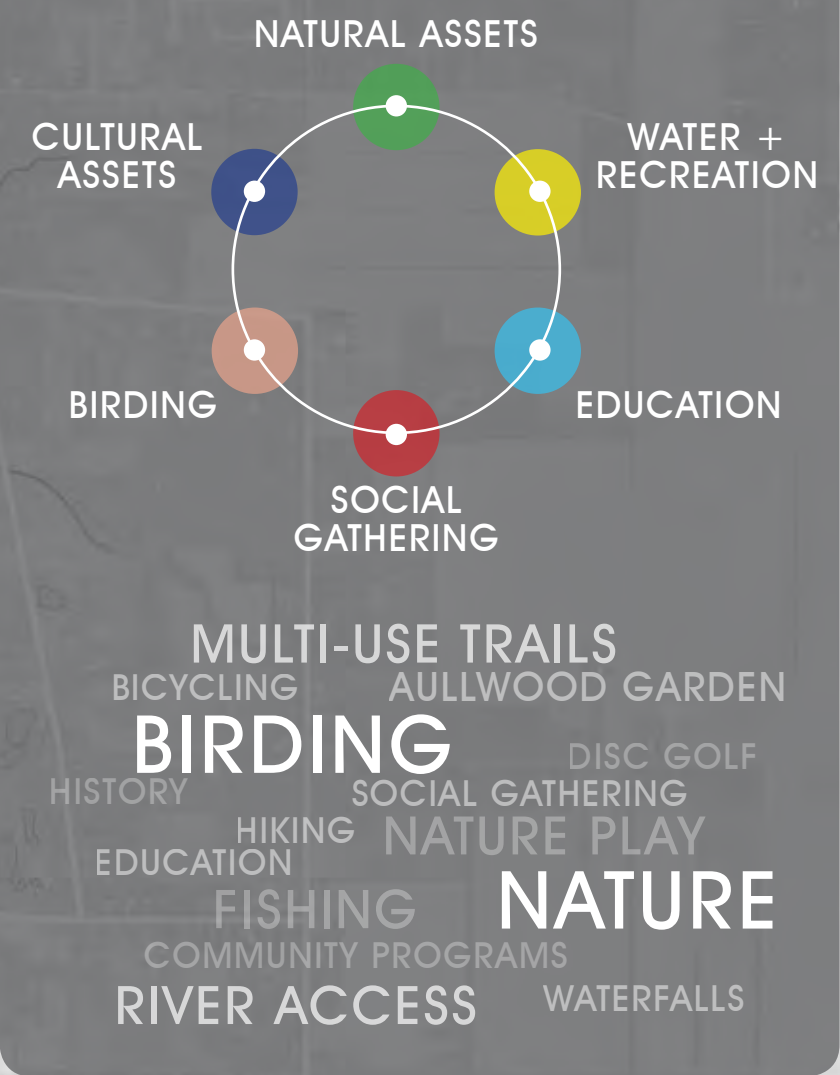 NATURAL ASSETS
CULTURAL
ASSETS
WATER +
RECREATION
BIRDING
EDUCATION
SOCIAL
GATHERING
MULTI-USE TRAILS
BICYCLING
AULLWOOD GARDEN
BIRDING
DISC GOLF
HISTORY
SOCIAL GATHERING
HIKING
NATURE PLAY
EDUCATION
NATURE
FISHING
COMMUNITY PROGRAMS
RIVER ACCESS
WATERFALLS